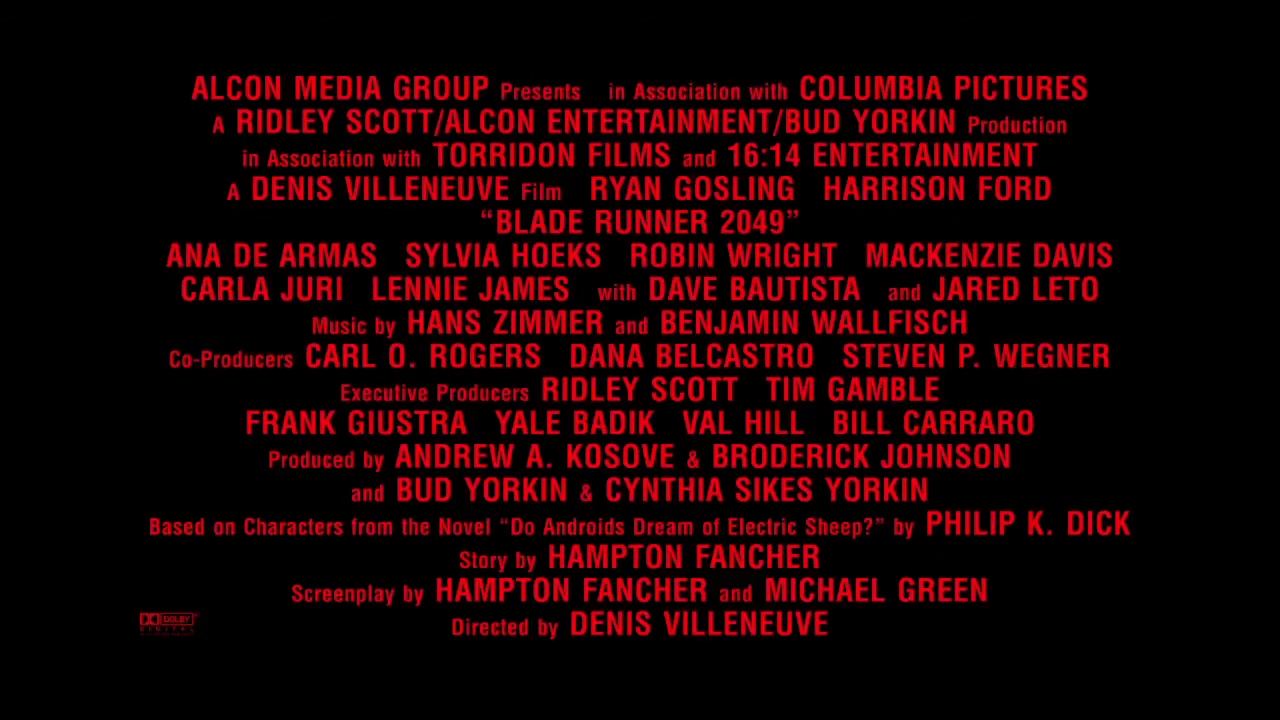 ALCON MEDIA GROUP Presents in Association with COLUMBIA PICTURES
A RIDLEY SCOTT/ALCON ENTERTAINMENT/BUD YORKIN Production
in Association with TORRIDON FILMS and 16:14 ENTERTAINMENT
A DENIS VILLENEUVE Film RYAN GOSLING HARRISON FORD
“BLADE RUNNER 2049”
ANA DE ARMAS SYLVIA HOEKS ROBIN WRIGHT MACKENZIE DAVIS
CARLA JURI LENNIE JAMES with DAVE BAUTISTA and JARED LETO
Music by HANS ZIMMER and BENJAMIN WALLFISCH
Co-Producers CARL O. ROGERS DANA BELCASTRO STEVEN P. WEGNER
Executive Producers RIDLEY SCOTT TIM GAMBLE
FRANK GIUSTRA YALE BADIK VAL HILL BILL CARRARO
Produced by ANDREW A. KOSOVE & BRODERICK JOHNSON
and BUD YORKIN & CYNTHIA SIKES YORKIN
Based on Characters from the Novel “Do Androids Dream of Electric Sheep?” by PHILIP K. DICK
Story by HAMPTON FANCHER
Screenplay by HAMPTON FANCHER and MICHAEL GREEN
Directed by DENIS VILLENEUVE
DOLBY
DIGITAL